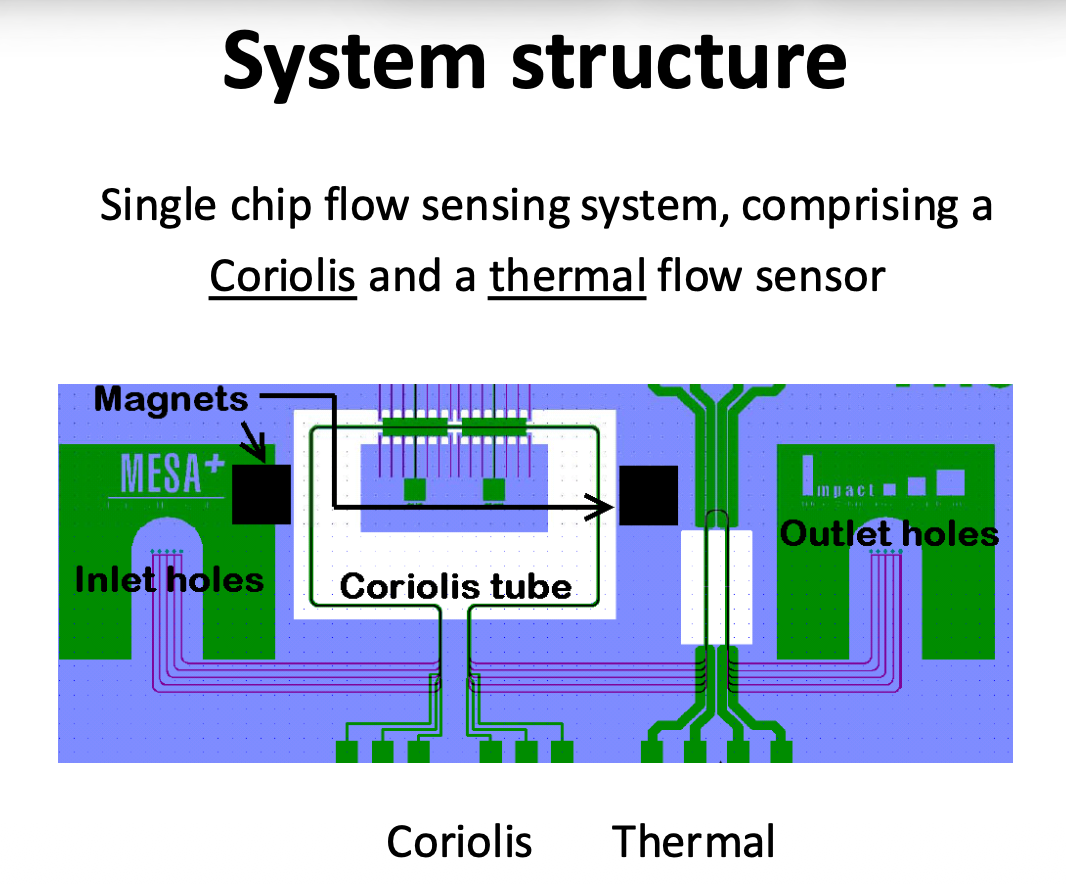 System structure
Single chip flow sensing system, comprising a
Coriolis and a thermal flow sensor
Magnets
MESA+
Impact
Outlet holes
Inlet holes
Coriolis tube
Coriolis
Thermal